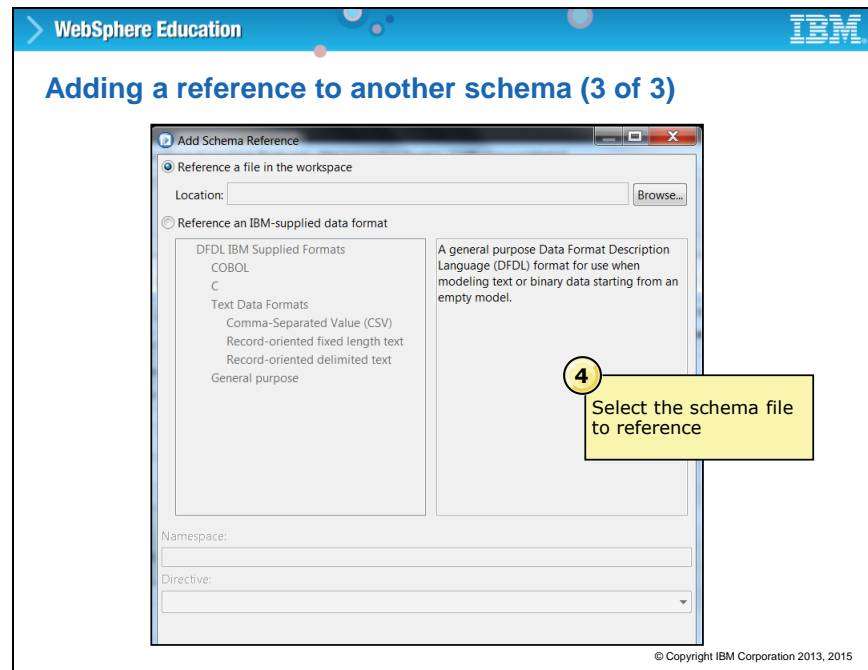 WebSphere Education
IBM.
Adding a reference to another schema (3 of 3)
Add Schema Reference
Reference a file in the workspace
Location:
Browse...
Reference an IBM-supplied data format
DFDL IBM Supplied Formats
COBOL
C
Text Data Formats
Comma-Separated Value (CSV)
Record-oriented fixed length text
Record-oriented delimited text
General purpose
A general purpose Data Format Description
Language (DFDL) format for use when
modeling text or binary data starting from an
empty model.
4
Select the schema file
to reference
Namespace:
Directive:
© Copyright IBM Corporation 2013, 2015